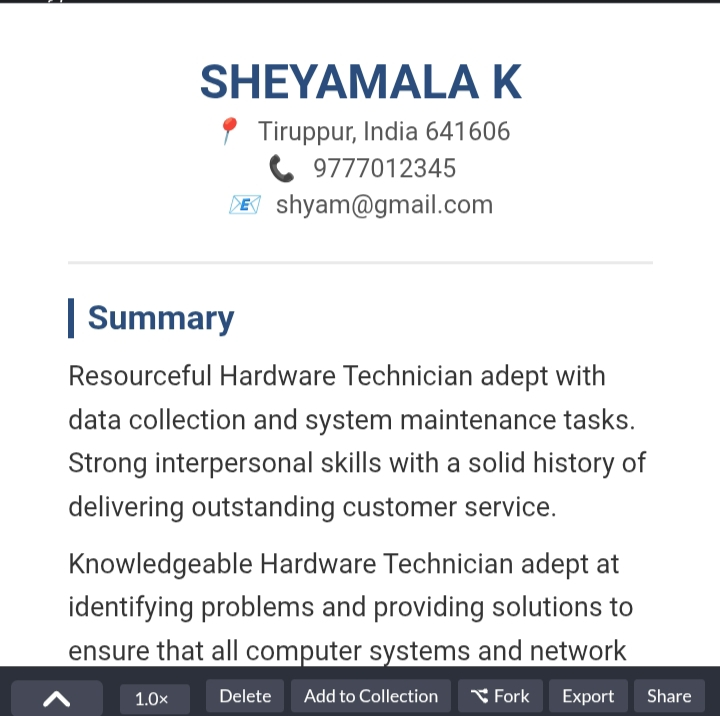 SHEYAMALA K
Tiruppur, India 641606
9777012345
shyam@gmail.com
Summary
Resourceful Hardware Technician adept with
data collection and system maintenance tasks.
Strong interpersonal skills with a solid history of
delivering outstanding customer service.
Knowledgeable Hardware Technician adept at
identifying problems and providing solutions to
ensure that all computer systems and network
1.0× Delete Add to Collection Fork Export Share